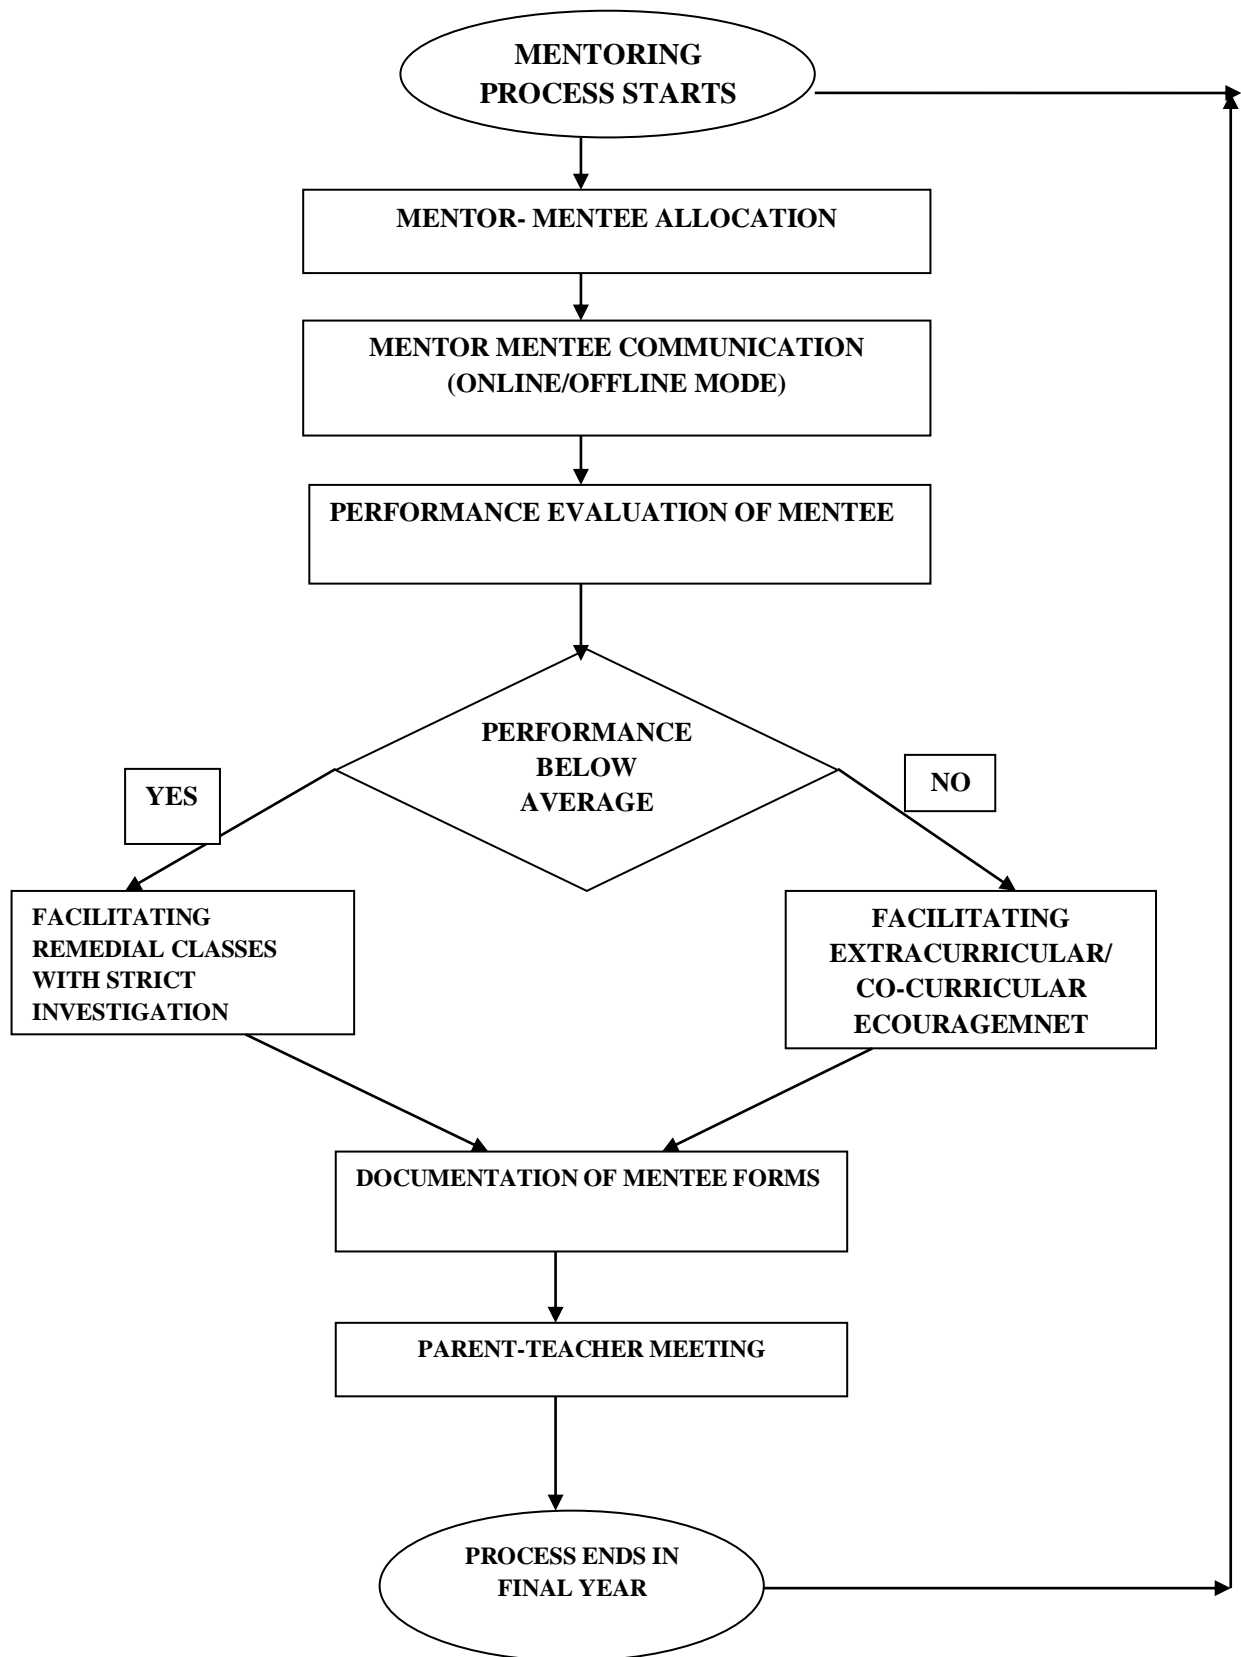 MENTORING
PROCESS STARTS
MENTOR- MENTEE ALLOCATION
MENTOR MENTEE COMMUNICATION
(ONLINE/OFFLINE MODE)
PERFORMANCE EVALUATION OF MENTEE
PERFORMANCE
BELOW
AVERAGE
YES
NO
FACILITATING
REMEDIAL CLASSES
WITH STRICT
INVESTIGATION
FACILITATING
EXTRACURRICULAR/
CO-CURRICULAR
ECOURAGEMNET
DOCUMENTATION OF MENTEE FORMS
PARENT-TEACHER MEETING
PROCESS ENDS IN
FINAL YEAR